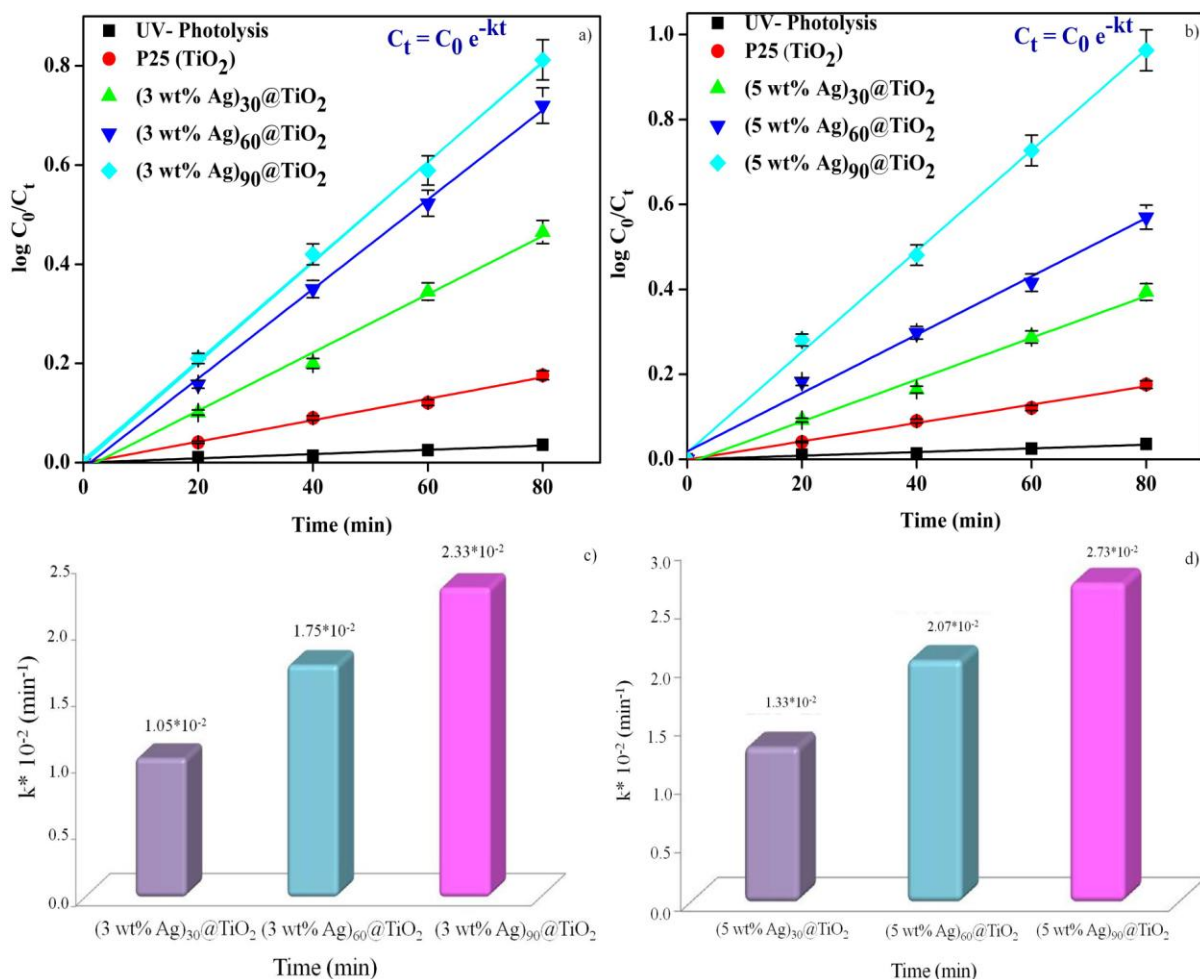 UV- Photolysis
P25 (TiO2)
(3 wt% Ag)30@TiO2
(3 wt% Ag)60@TiO2
(3 wt% Ag)90@TiO2
Ct = C0 e-kt
a)
0.8
0.6
0.4
0.2
0.0
log C0/Ct
0 20 40 60 80
Time (min)
UV- Photolysis
P25 (TiO2)
(5 wt% Ag)30@TiO2
(5 wt% Ag)60@TiO2
(5 wt% Ag)90@TiO2
Ct = C0 e-kt
b)
1.0
0.8
0.6
0.4
0.2
0.0
log C0/Ct
0 20 40 60 80
Time (min)
c)
2.33*10-2
1.75*10-2
1.05*10-2
2.5
2.0
1.5
1.0
0.5
0.0
k* 10-2 (min-1)
(3 wt% Ag)30@TiO2 (3 wt% Ag)60@TiO2 (3 wt% Ag)90@TiO2
Time (min)
d)
2.73*10-2
2.07*10-2
1.33*10-2
3.0
2.5
2.0
1.5
1.0
0.5
0.0
k* 10-2 (min-1)
(5 wt% Ag)30@TiO2 (5 wt% Ag)60@TiO2 (5 wt% Ag)90@TiO2
Time (min)